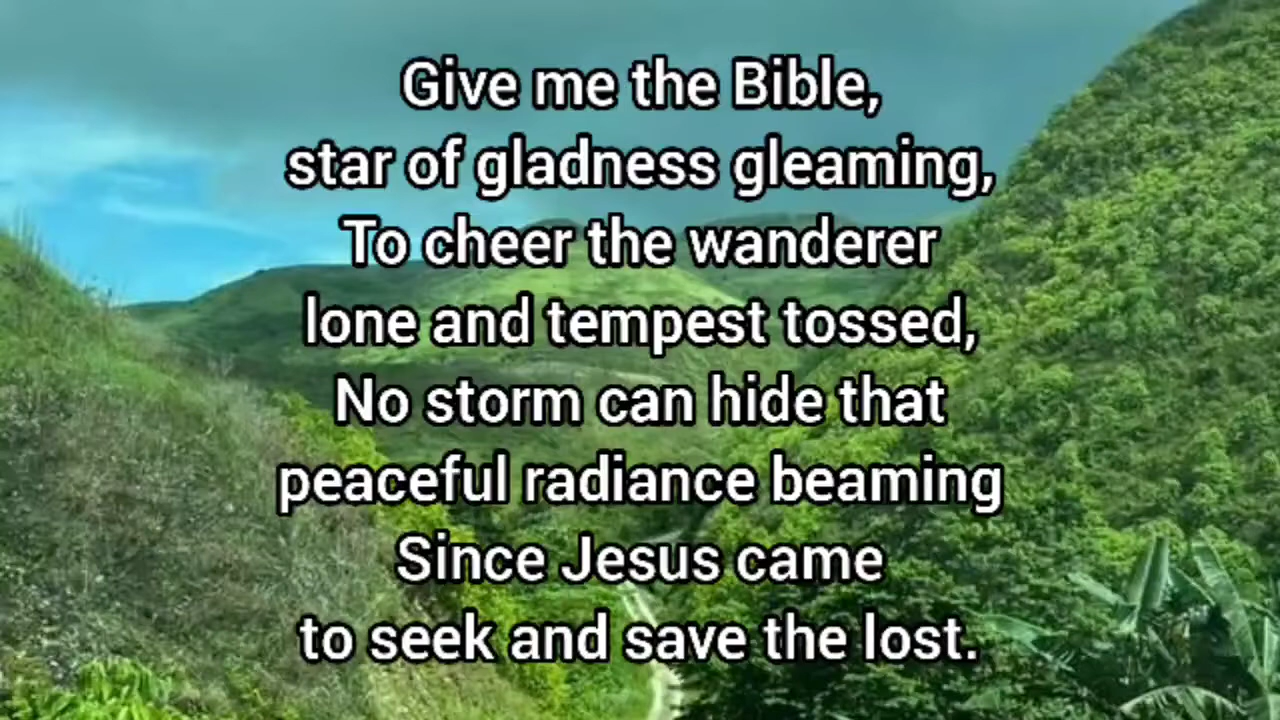 Give me the Bible,
star of gladness gleaming,
To cheer the wanderer
lone and tempest tossed,
No storm can hide that
peaceful radiance beaming
Since Jesus came
to seek and save the lost.